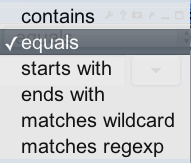 contains
✓equals
starts with
ends with
matches wildcard
matches regexp